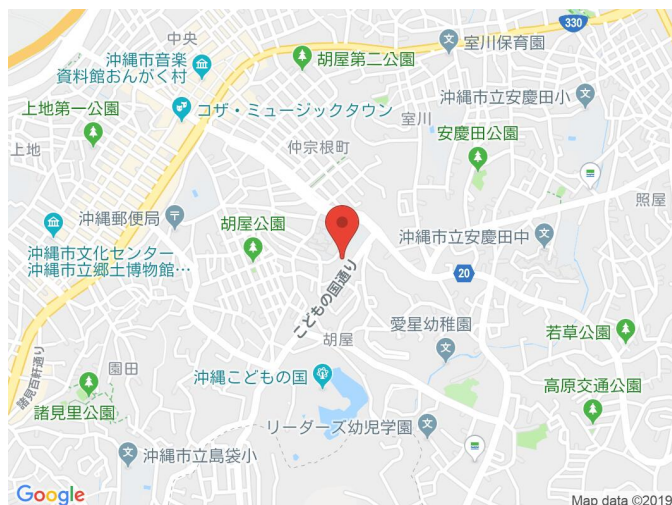 中央
330
室川保育園
沖縄市音楽
資料館おんがく村
胡屋第二公園
沖縄市立安慶田小
コザ・ミュージックタウン
上地第一公園
室川
安慶田公園
上地
仲宗根町
照屋
沖縄郵便局
胡屋公園
沖縄市立安慶田中
沖縄市文化センター
沖縄市立郷土博物館…
20
こどもの国通り
愛星幼稚園
若草公園
胡屋
園田
沖縄こどもの国
諸見百軒通り
高原交通公園
諸見里公園
リーダーズ幼児学園
沖縄市立島袋小
Google
Map data ©2019